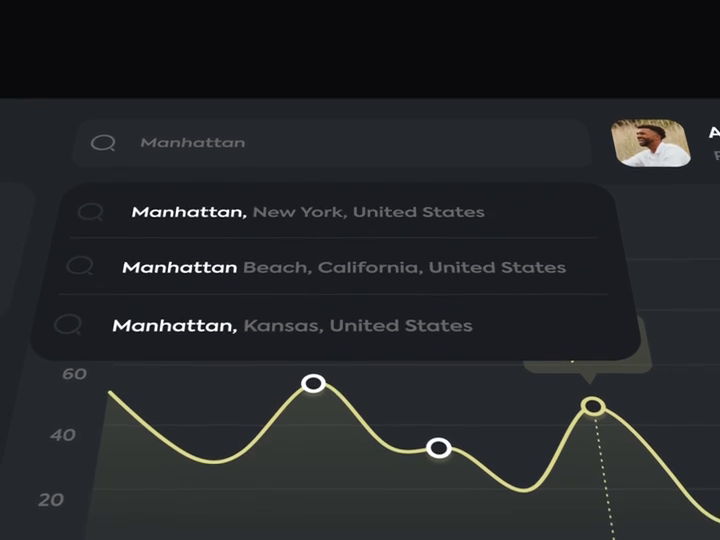 Manhattan
A
Manhattan, New York, United States
Manhattan Beach, California, United States
Manhattan, Kansas, United States
60
40
20